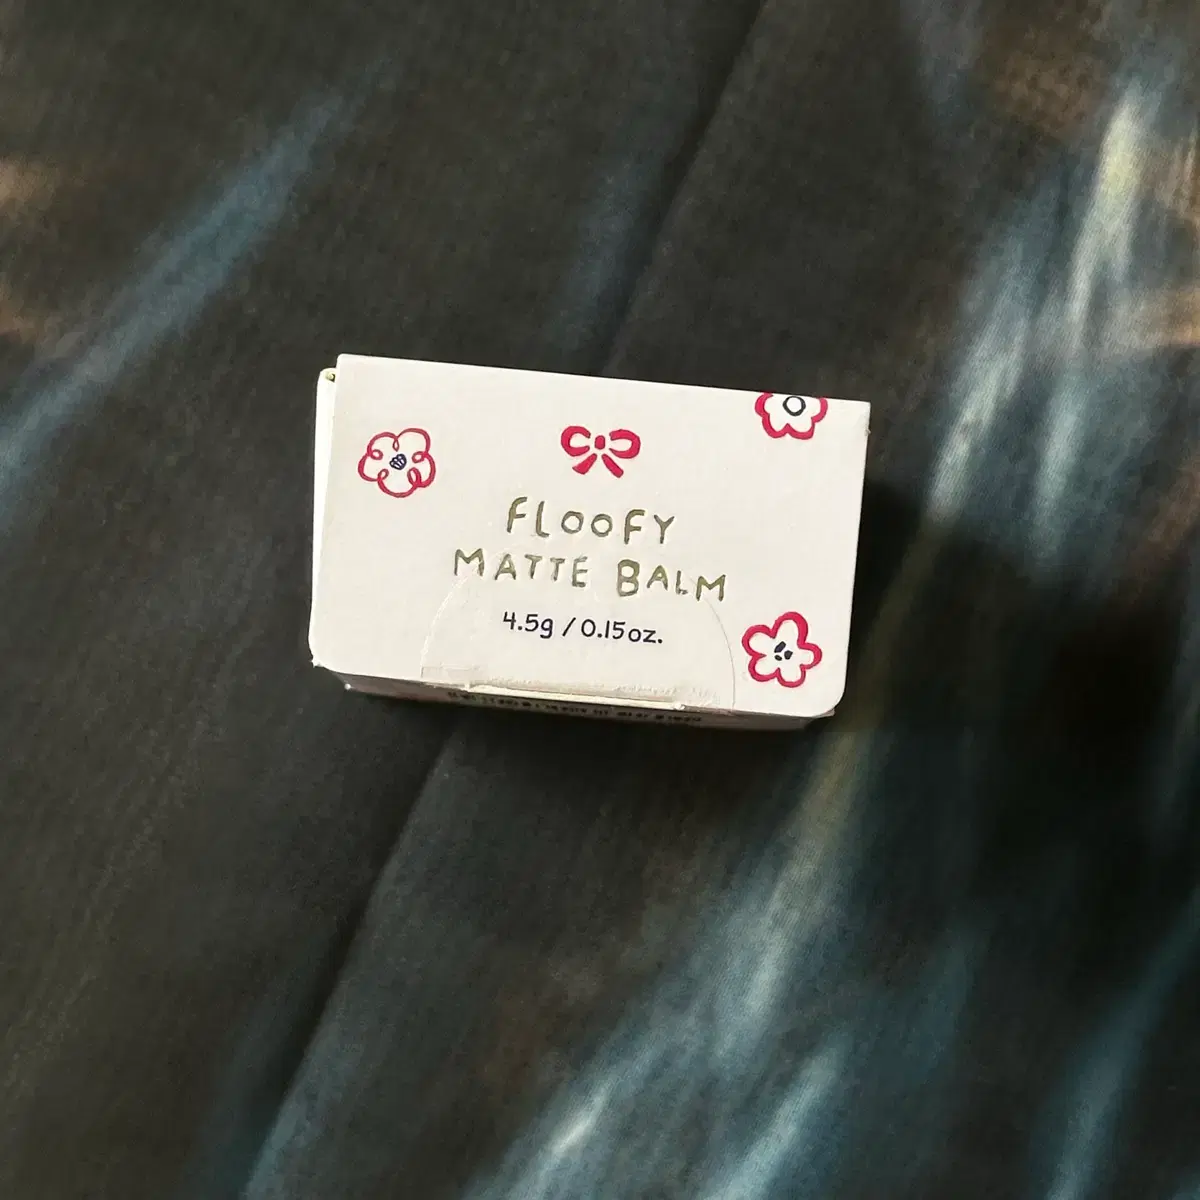 FLOOFY
MATTE BALM
4.5g / 0.15oz.